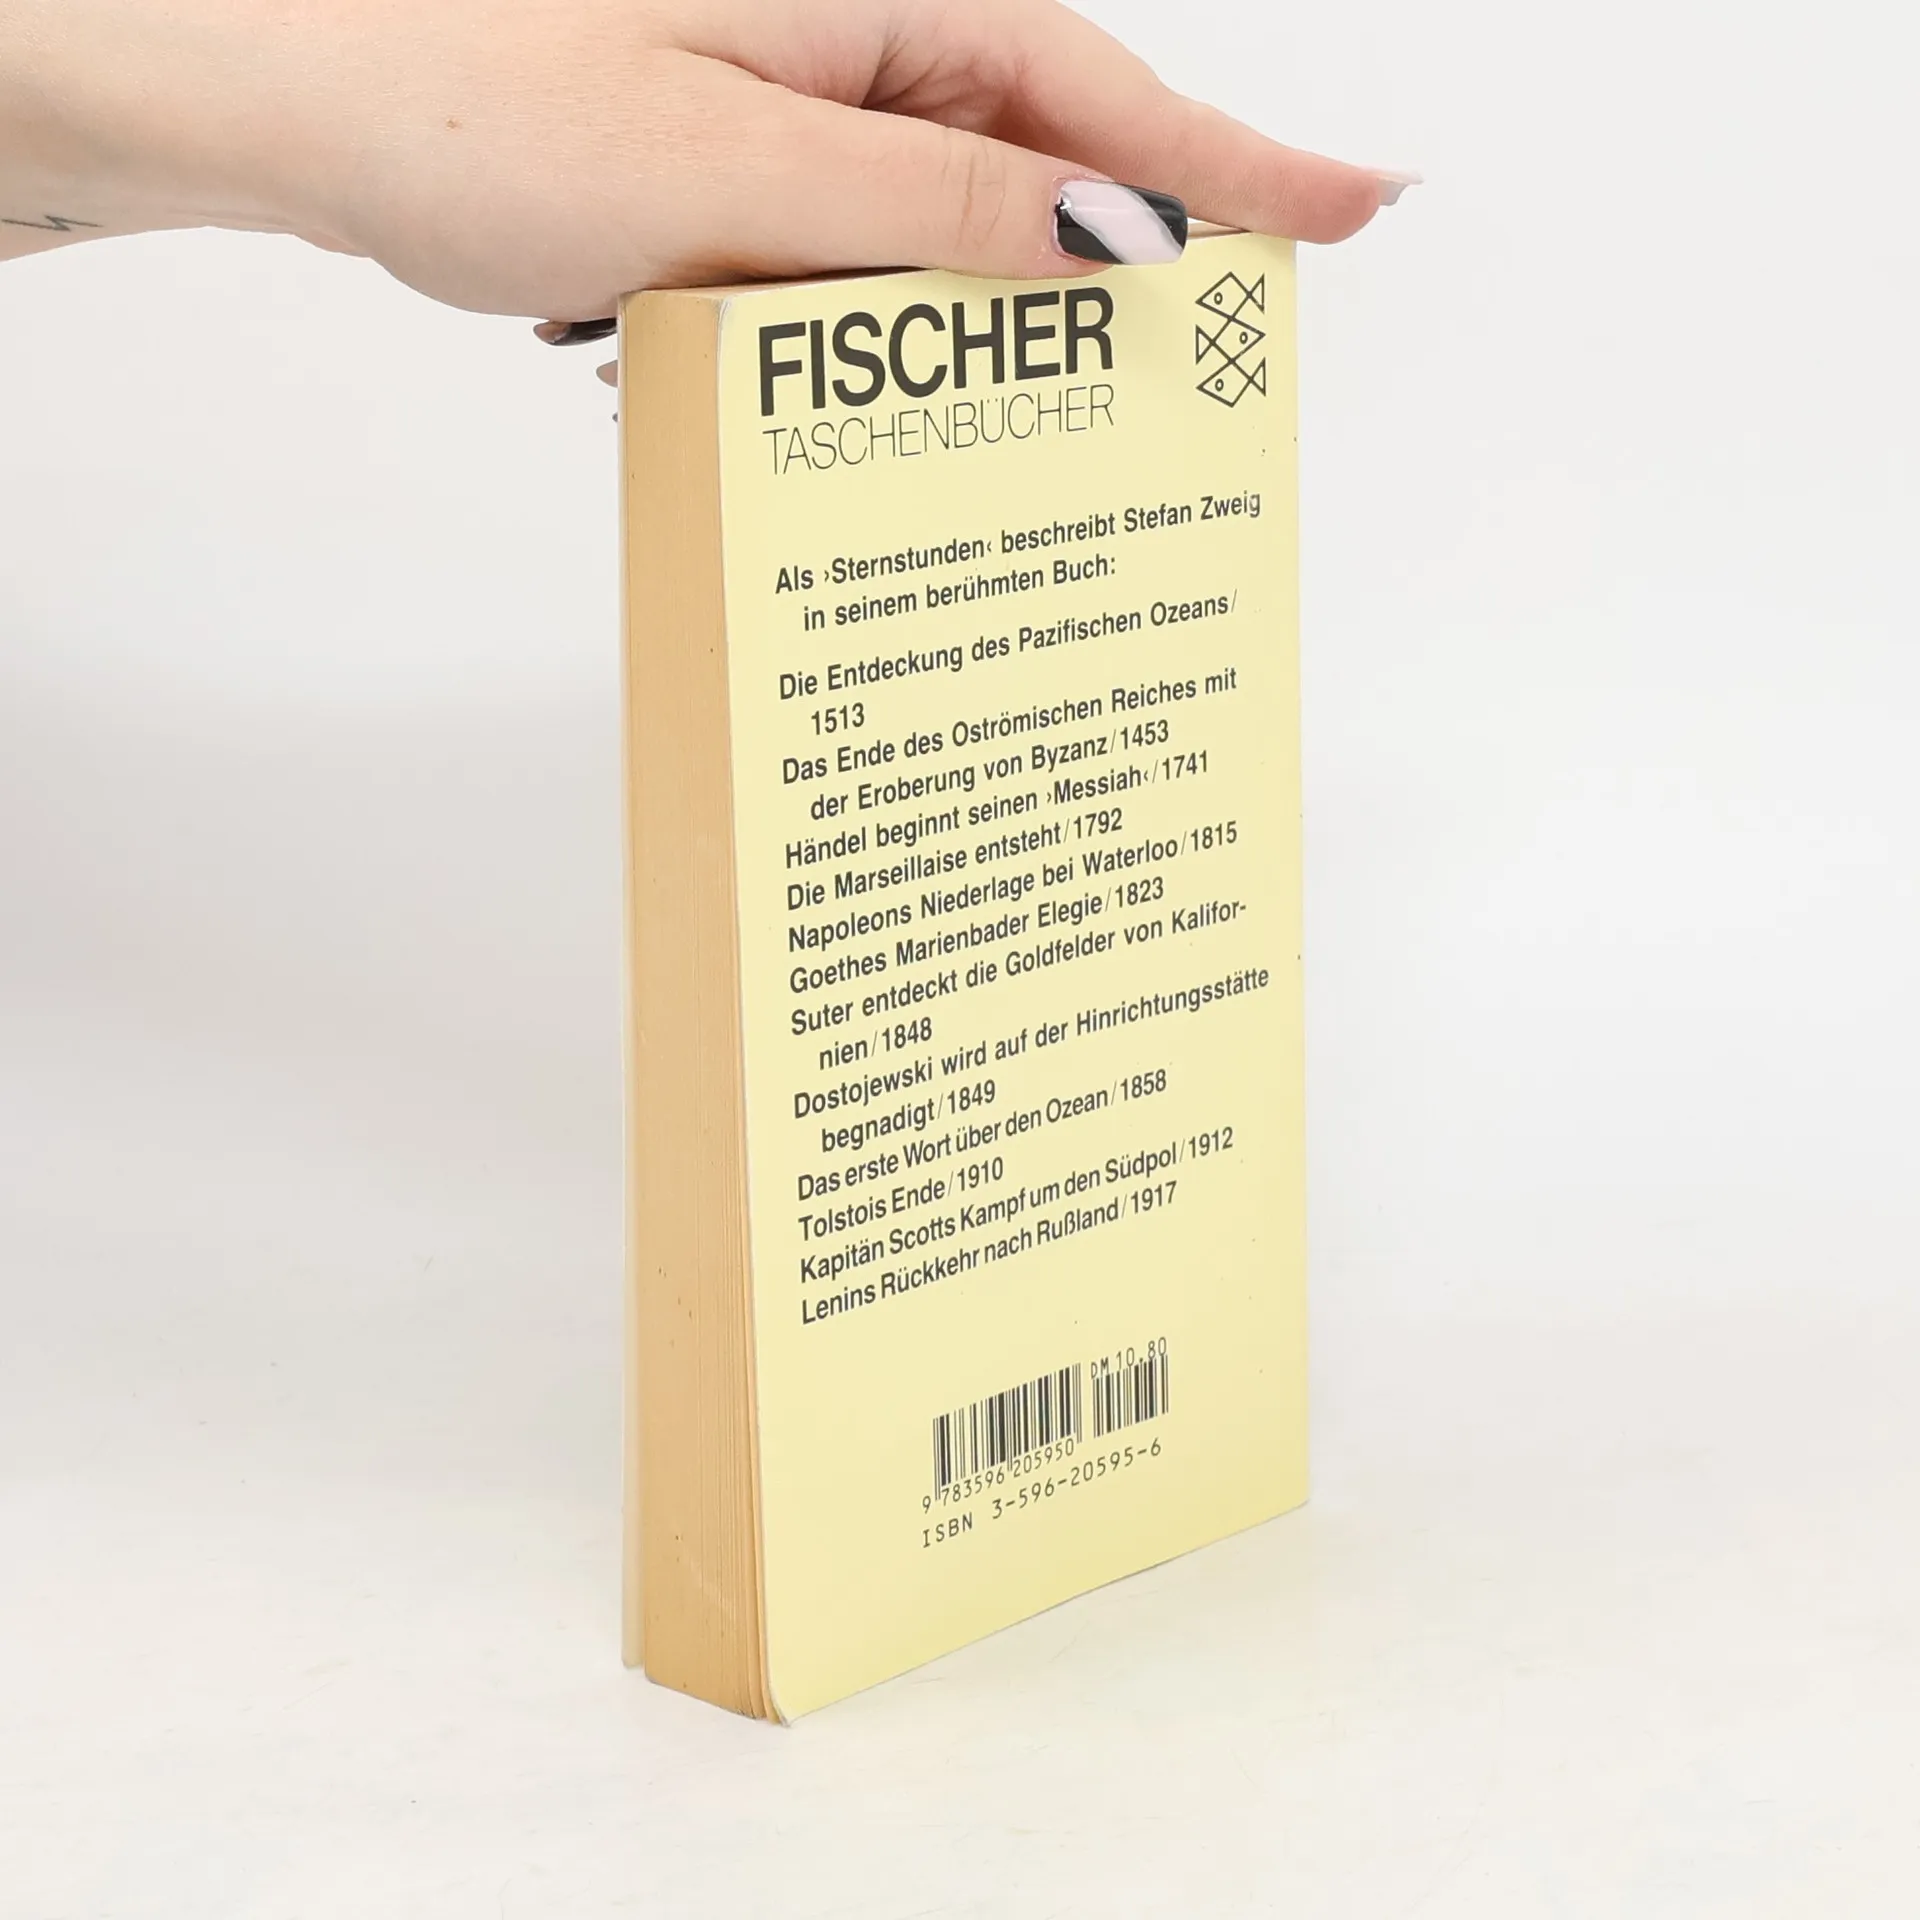 FISCHER
TASCHENBÜCHER
Als ›Sternstunden‹ beschreibt Stefan Zweig
in seinem berühmten Buch:
Die Entdeckung des Pazifischen Ozeans/
1513
Das Ende des Oströmischen Reiches mit
der Eroberung von Byzanz/1453
Händel beginnt seinen ›Messiah‹/1741
Die Marseillaise entsteht/1792
Napoleons Niederlage bei Waterloo/1815
Goethes Marienbader Elegie/1823
Suter entdeckt die Goldfelder von Kalifor-
nien/1848
Dostojewski wird auf der Hinrichtungsstätte
begnadigt/1849
Das erste Wort über den Ozean/1858
Tolstois Ende/1910
Kapitän Scotts Kampf um den Südpol/1912
Lenins Rückkehr nach Rußland/1917
DM 10.80
9 783596 205950
ISBN 3-596-20595-6